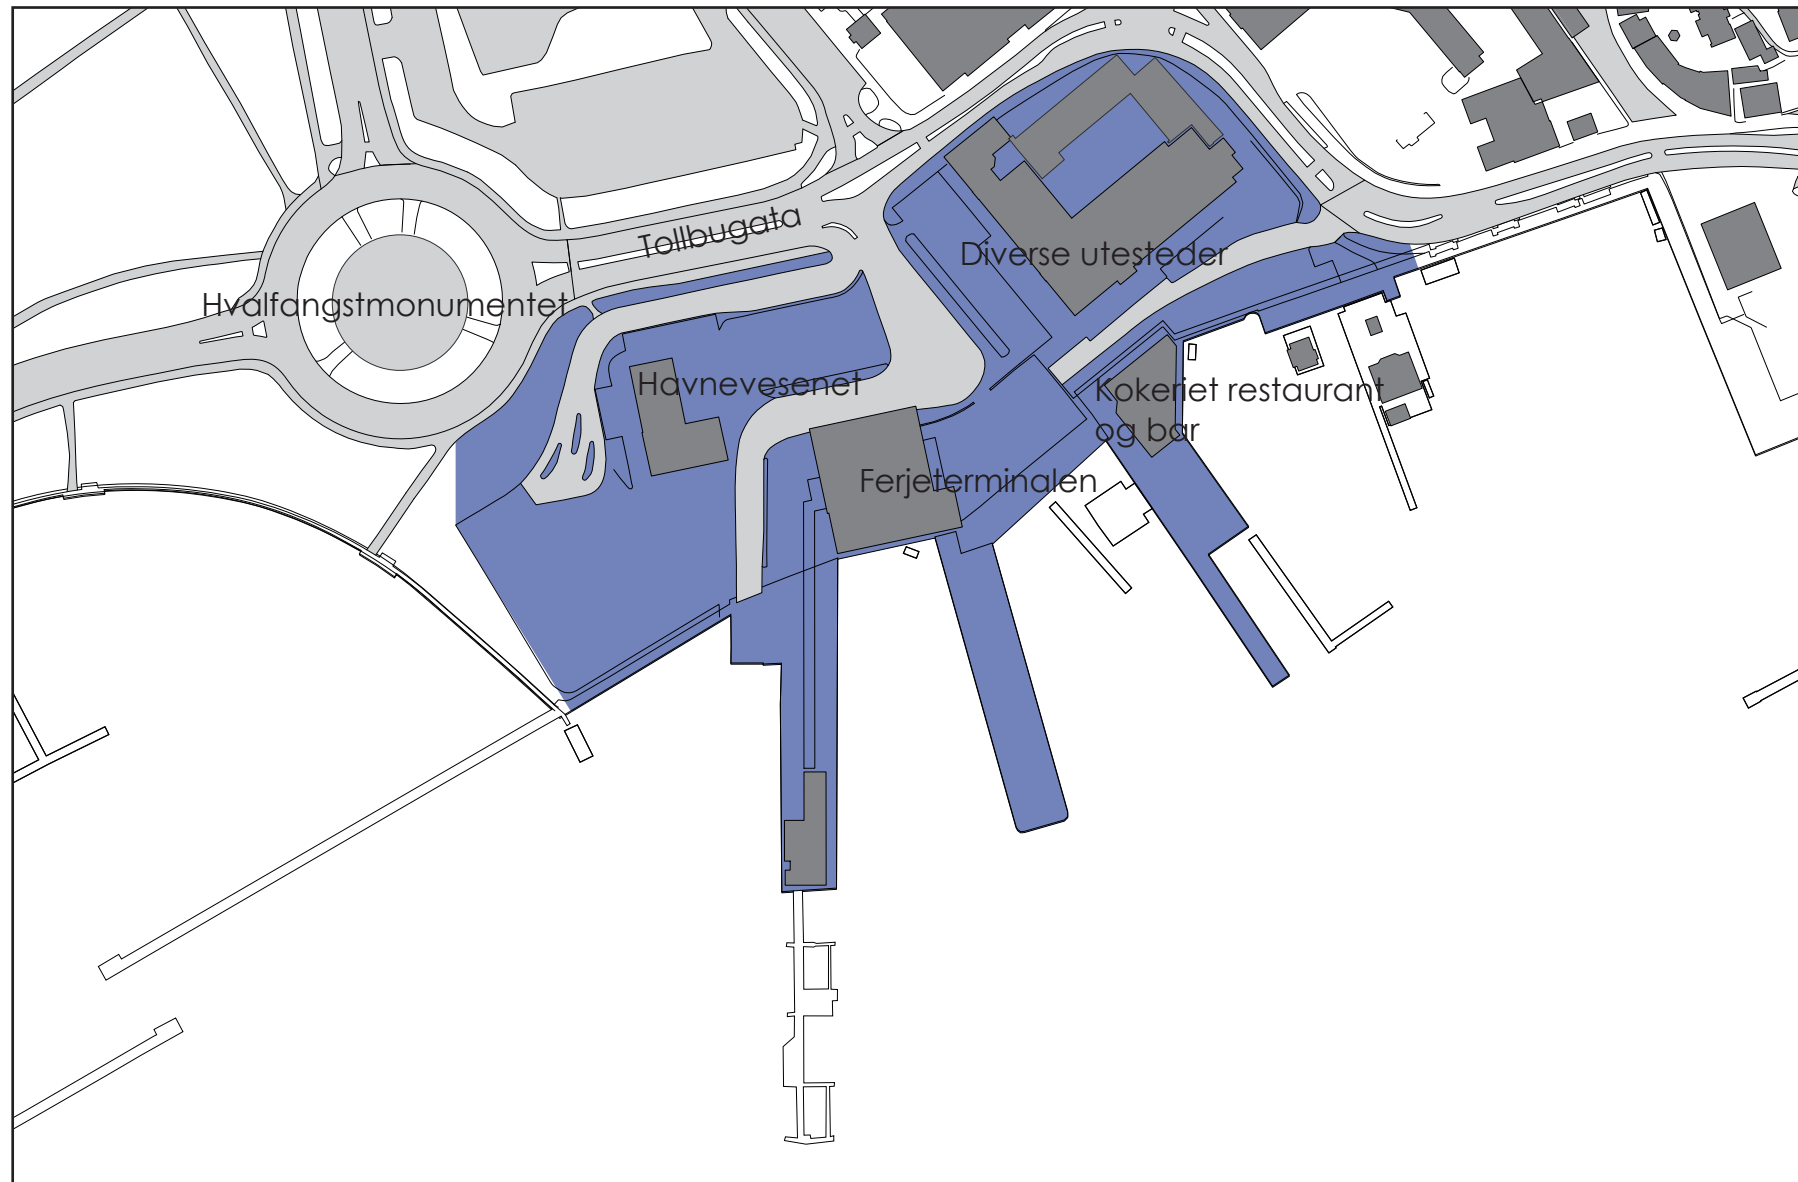 Tollbugata
Diverse utesteder
Hvalfangstmonumentet
Havnevesenet
Kokeriet restaurant
og bar
Ferjeterminalen